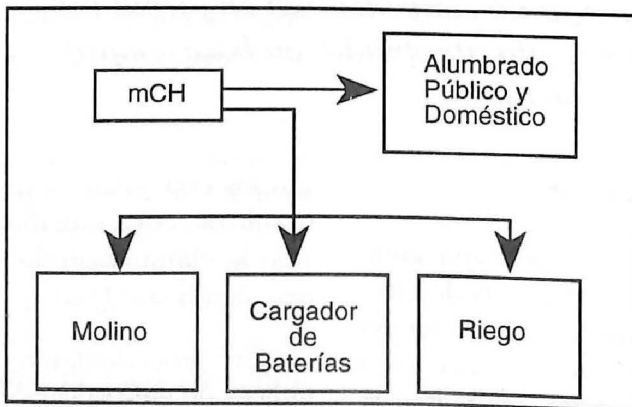 mCH
Alumbrado
Público y
Doméstico
Molino
Cargador
de
Baterías
Riego